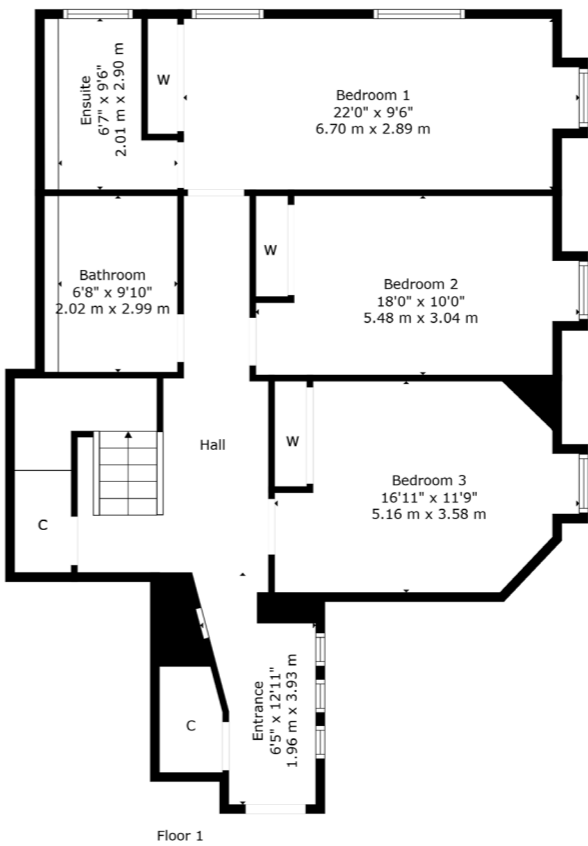 Ensuite
6'7" x 9'6"
2.01 m x 2.90 m
W
Bedroom 1
22'0" x 9'6"
6.70 m x 2.89 m
Bathroom
6'8" x 9'10"
2.02 m x 2.99 m
W
Bedroom 2
18'0" x 10'0"
5.48 m x 3.04 m
Hall
W
Bedroom 3
16'11" x 11'9"
5.16 m x 3.58 m
C
C
Entrance
6'5" x 12'11"
1.96 m x 3.93 m
Floor 1